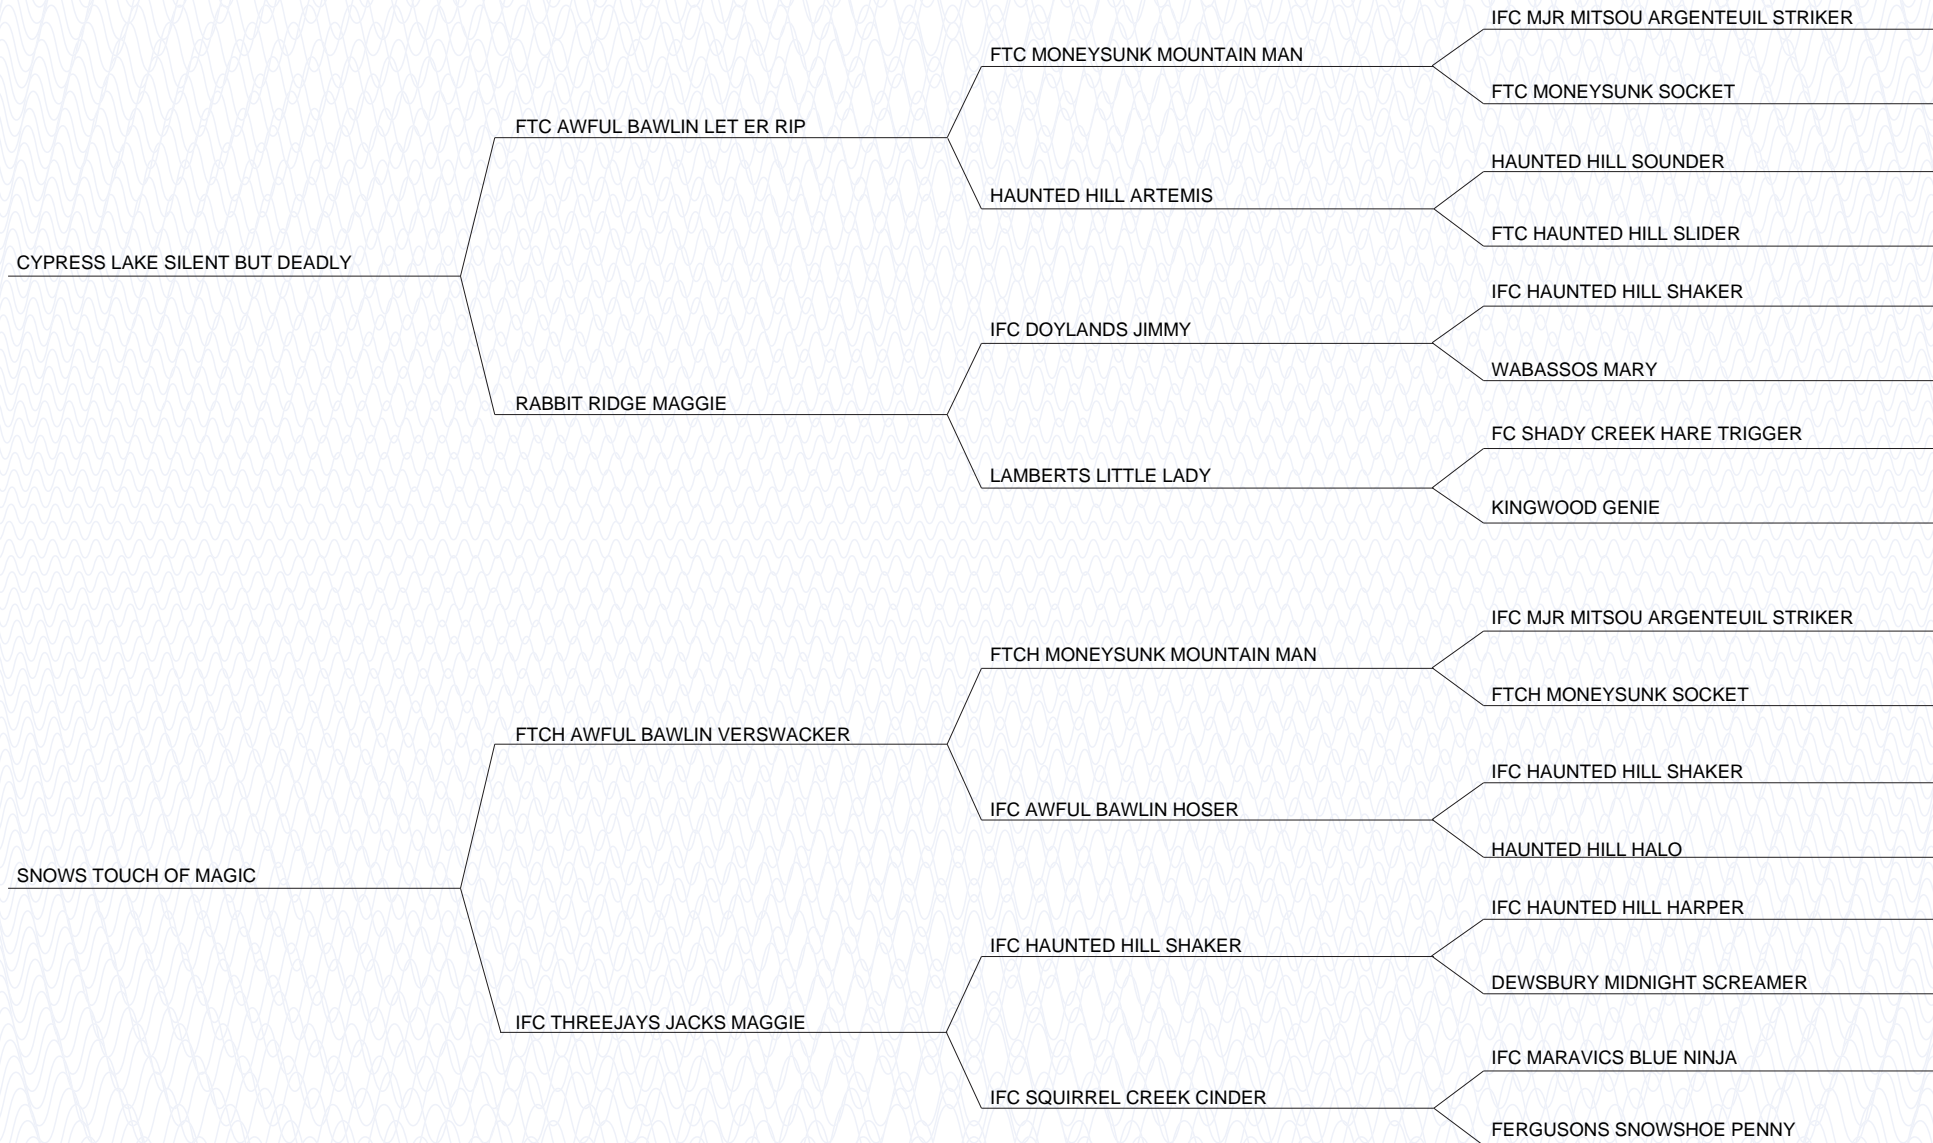 IFC MJR MITSOU ARGENTEUIL STRIKER
FTC MONEYSUNK MOUNTAIN MAN
FTC MONEYSUNK SOCKET
FTC AWFUL BAWLIN LET ER RIP
HAUNTED HILL SOUNDER
HAUNTED HILL ARTEMIS
FTC HAUNTED HILL SLIDER
CYPRESS LAKE SILENT BUT DEADLY
IFC HAUNTED HILL SHAKER
IFC DOYLANDS JIMMY
WABASSOS MARY
RABBIT RIDGE MAGGIE
FC SHADY CREEK HARE TRIGGER
LAMBERTS LITTLE LADY
KINGWOOD GENIE
IFC MJR MITSOU ARGENTEUIL STRIKER
FTCH MONEYSUNK MOUNTAIN MAN
FTCH MONEYSUNK SOCKET
FTCH AWFUL BAWLIN VERSWACKER
IFC HAUNTED HILL SHAKER
IFC AWFUL BAWLIN HOSER
HAUNTED HILL HALO
SNOWS TOUCH OF MAGIC
IFC HAUNTED HILL HARPER
IFC HAUNTED HILL SHAKER
DEWSBURY MIDNIGHT SCREAMER
IFC THREEJAYS JACKS MAGGIE
IFC MARAVICS BLUE NINJA
IFC SQUIRREL CREEK CINDER
FERGUSONS SNOWSHOE PENNY